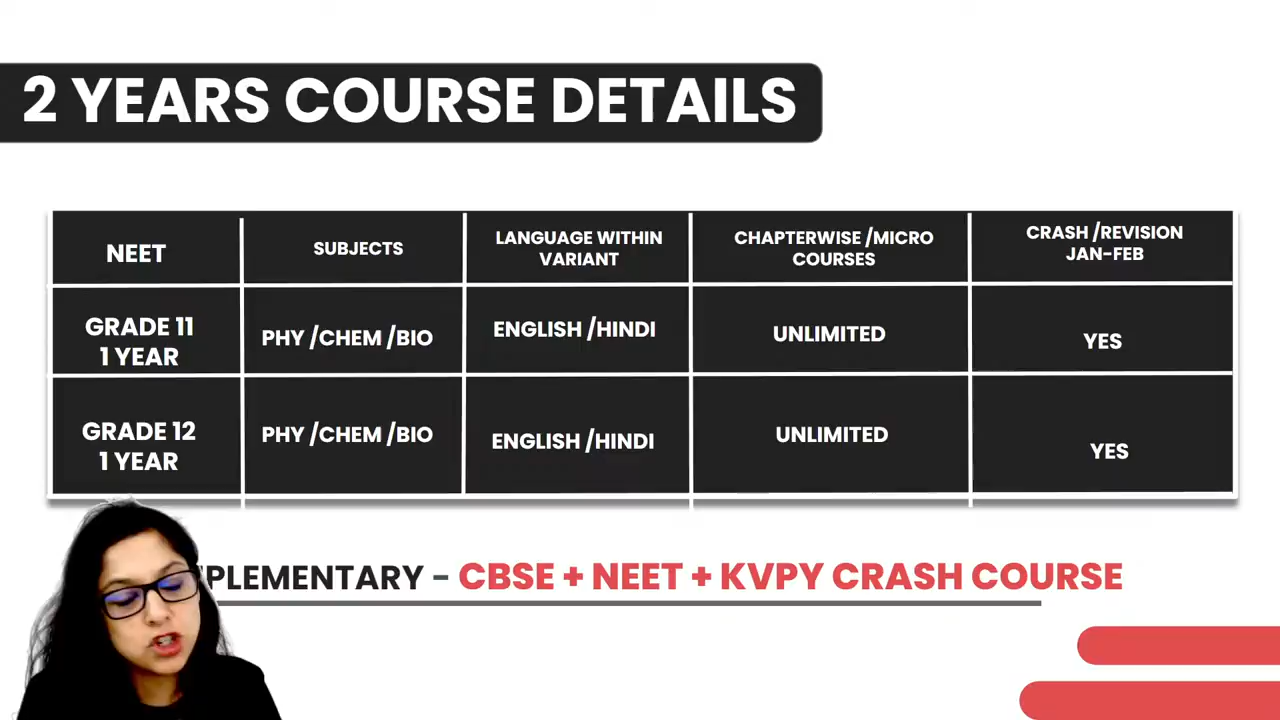 2 YEARS COURSE DETAILS
NEET
SUBJECTS
LANGUAGE WITHIN
VARIANT
CHAPTERWISE /MICRO
COURSES
CRASH /REVISION
JAN-FEB
GRADE 11
1 YEAR
PHY /CHEM /BIO
ENGLISH /HINDI
UNLIMITED
YES
GRADE 12
1 YEAR
PHY /CHEM /BIO
ENGLISH /HINDI
UNLIMITED
YES
PLEMENTARY - CBSE + NEET + KVPY CRASH COURSE